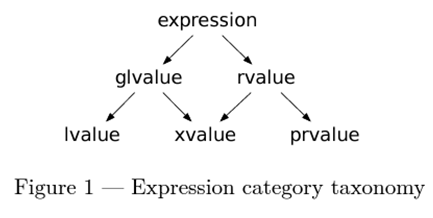 expression
glvalue rvalue
lvalue xvalue prvalue
Figure 1 — Expression category taxonomy